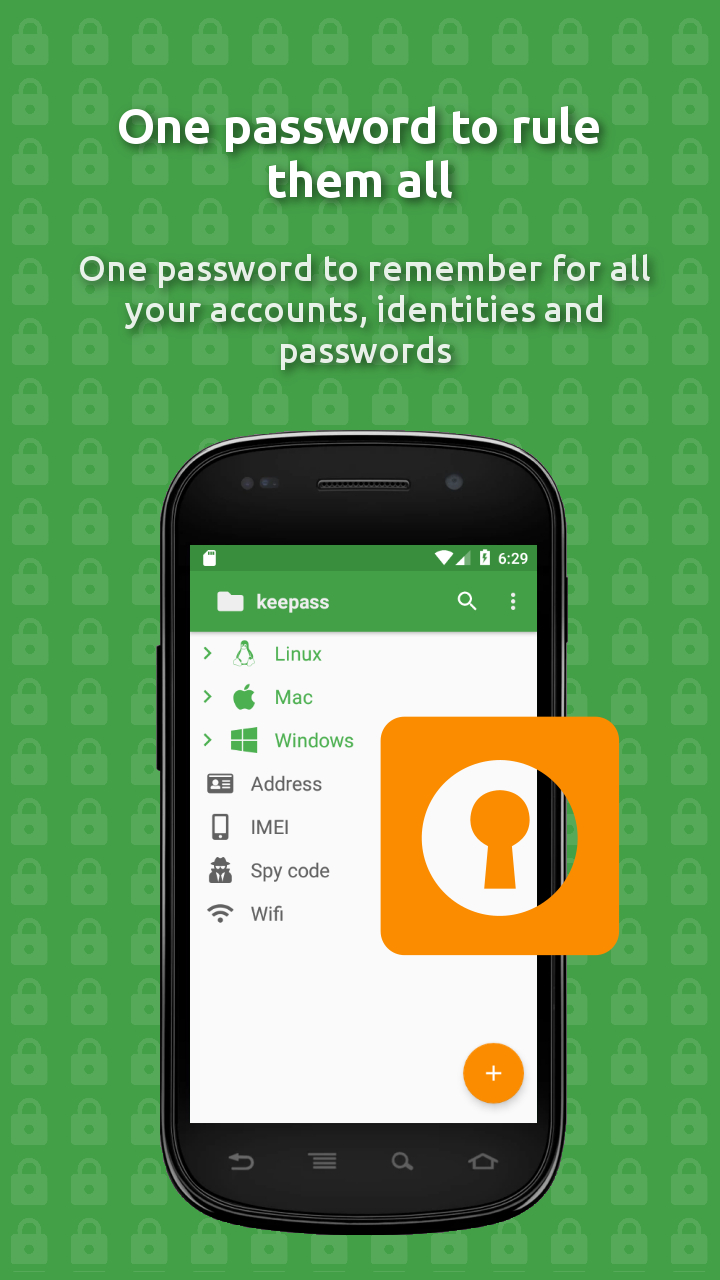 One password to rule
them all
One password to remember for all
your accounts, identities and
passwords
6:29
keepass
Linux
Mac
Windows
Address
IMEI
Spy code
Wifi